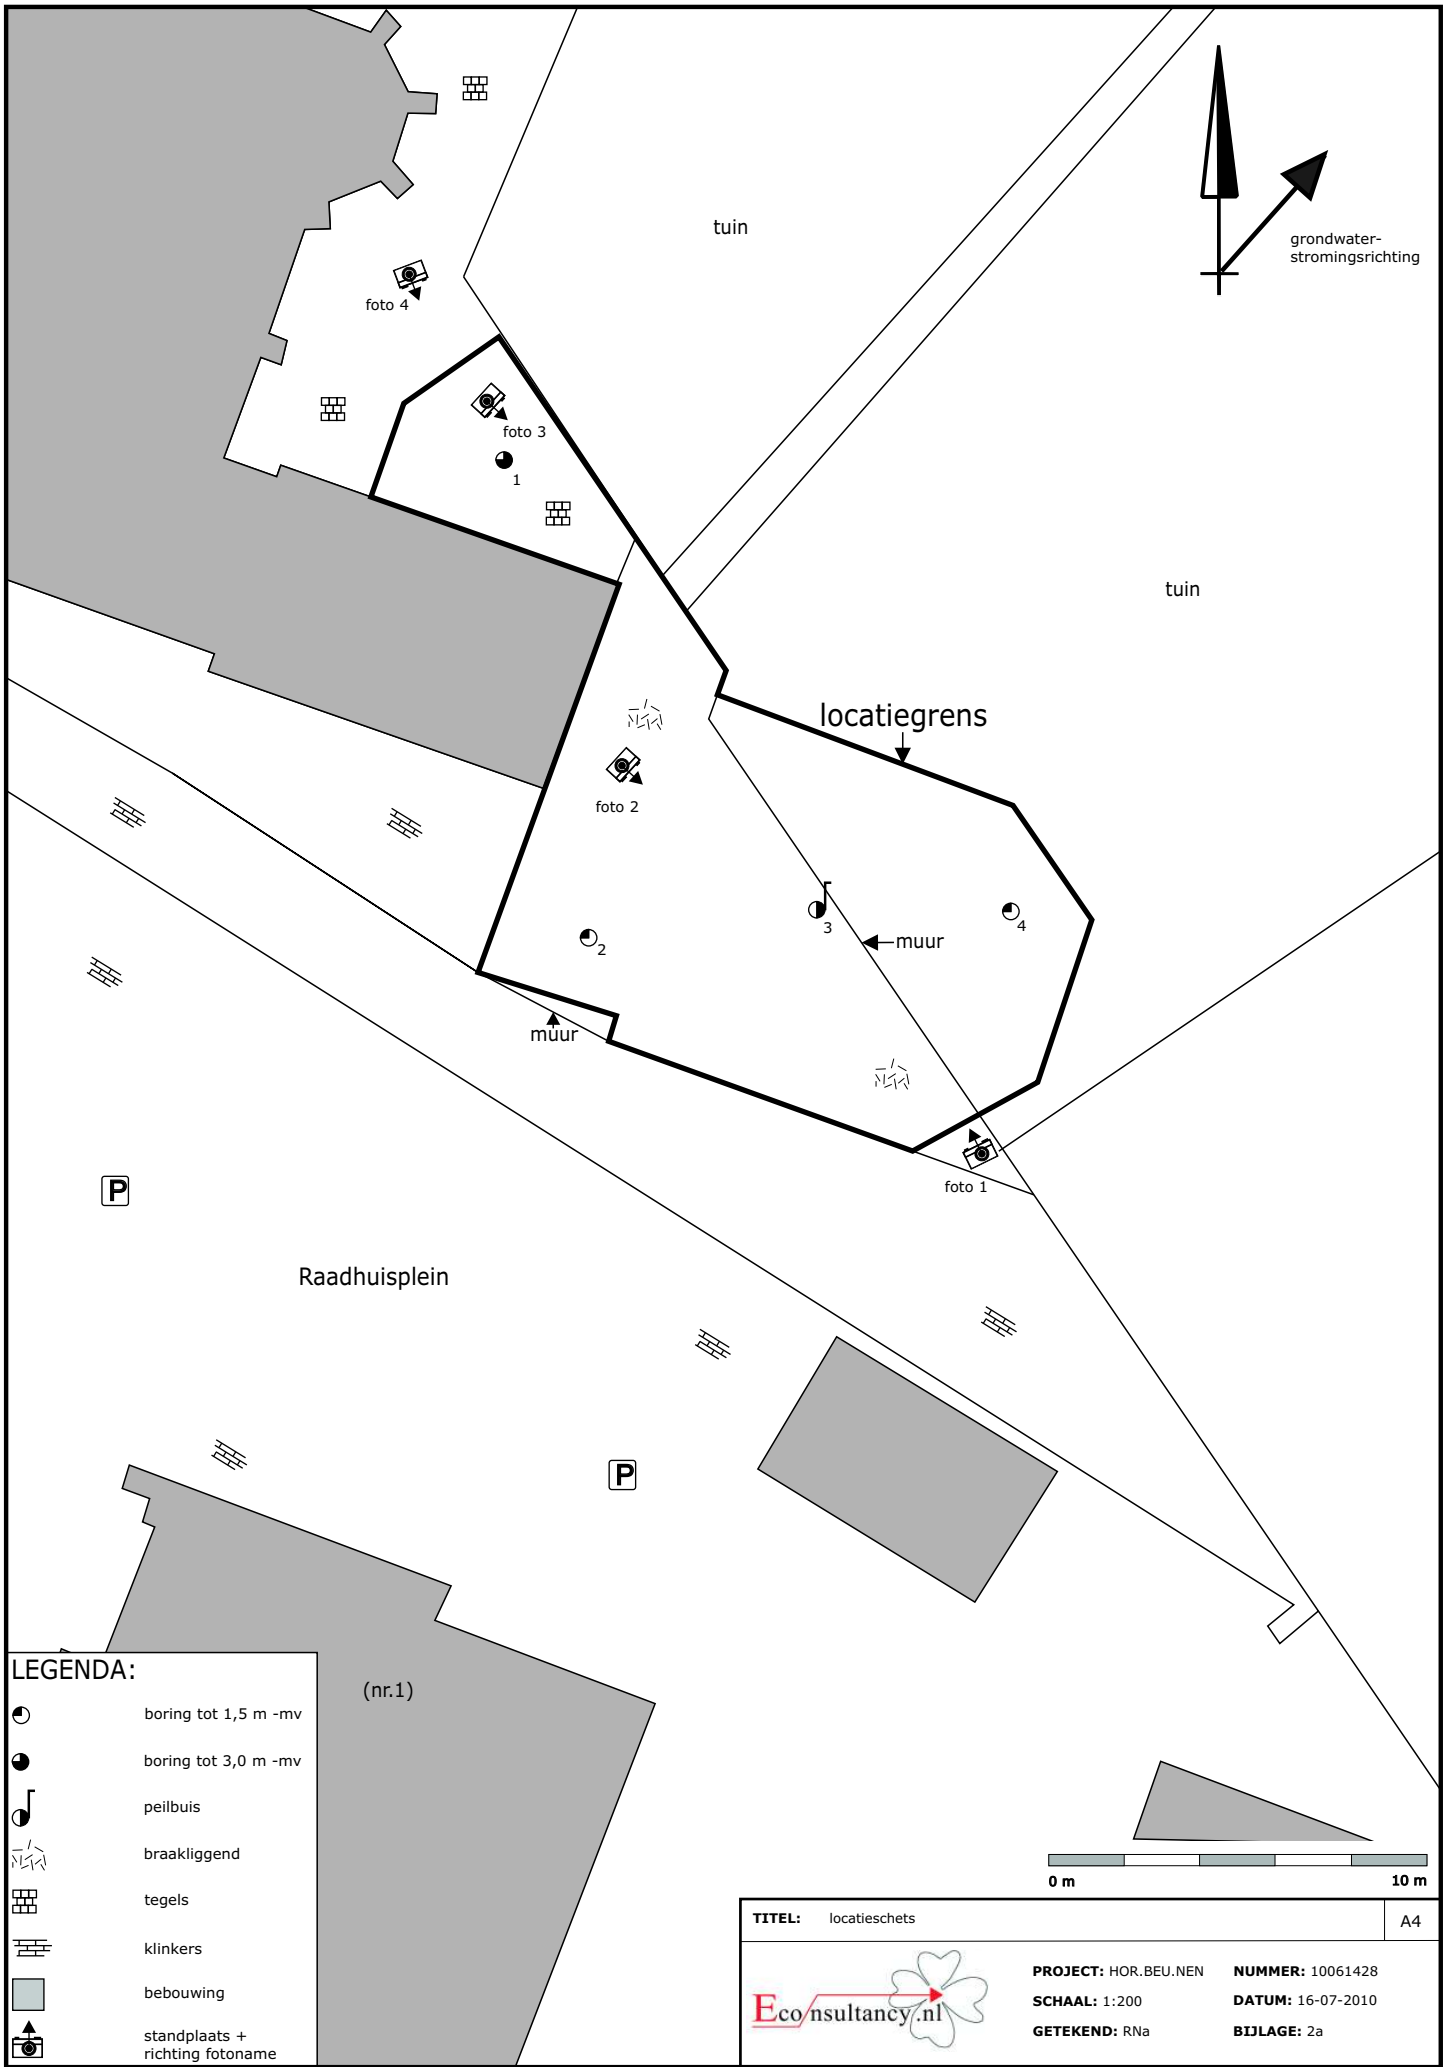 tuin
grondwater-
stromingsrichting
foto 4
foto 3
1
tuin
locatiegrens
foto 2
3
4
muur
2
muur
foto 1
P
Raadhuisplein
P
(nr.1)
LEGENDA:
boring tot 1,5 m -mv
boring tot 3,0 m -mv
peilbuis
braakliggend
tegels
klinkers
bebouwing
standplaats +
richting fotoname
0 m 10 m
TITEL: locatieschets A4
Econsultancy.nl
PROJECT: HOR.BEU.NEN NUMMER: 10061428
SCHAAL: 1:200 DATUM: 16-07-2010
GETEKEND: RNa BIJLAGE: 2a